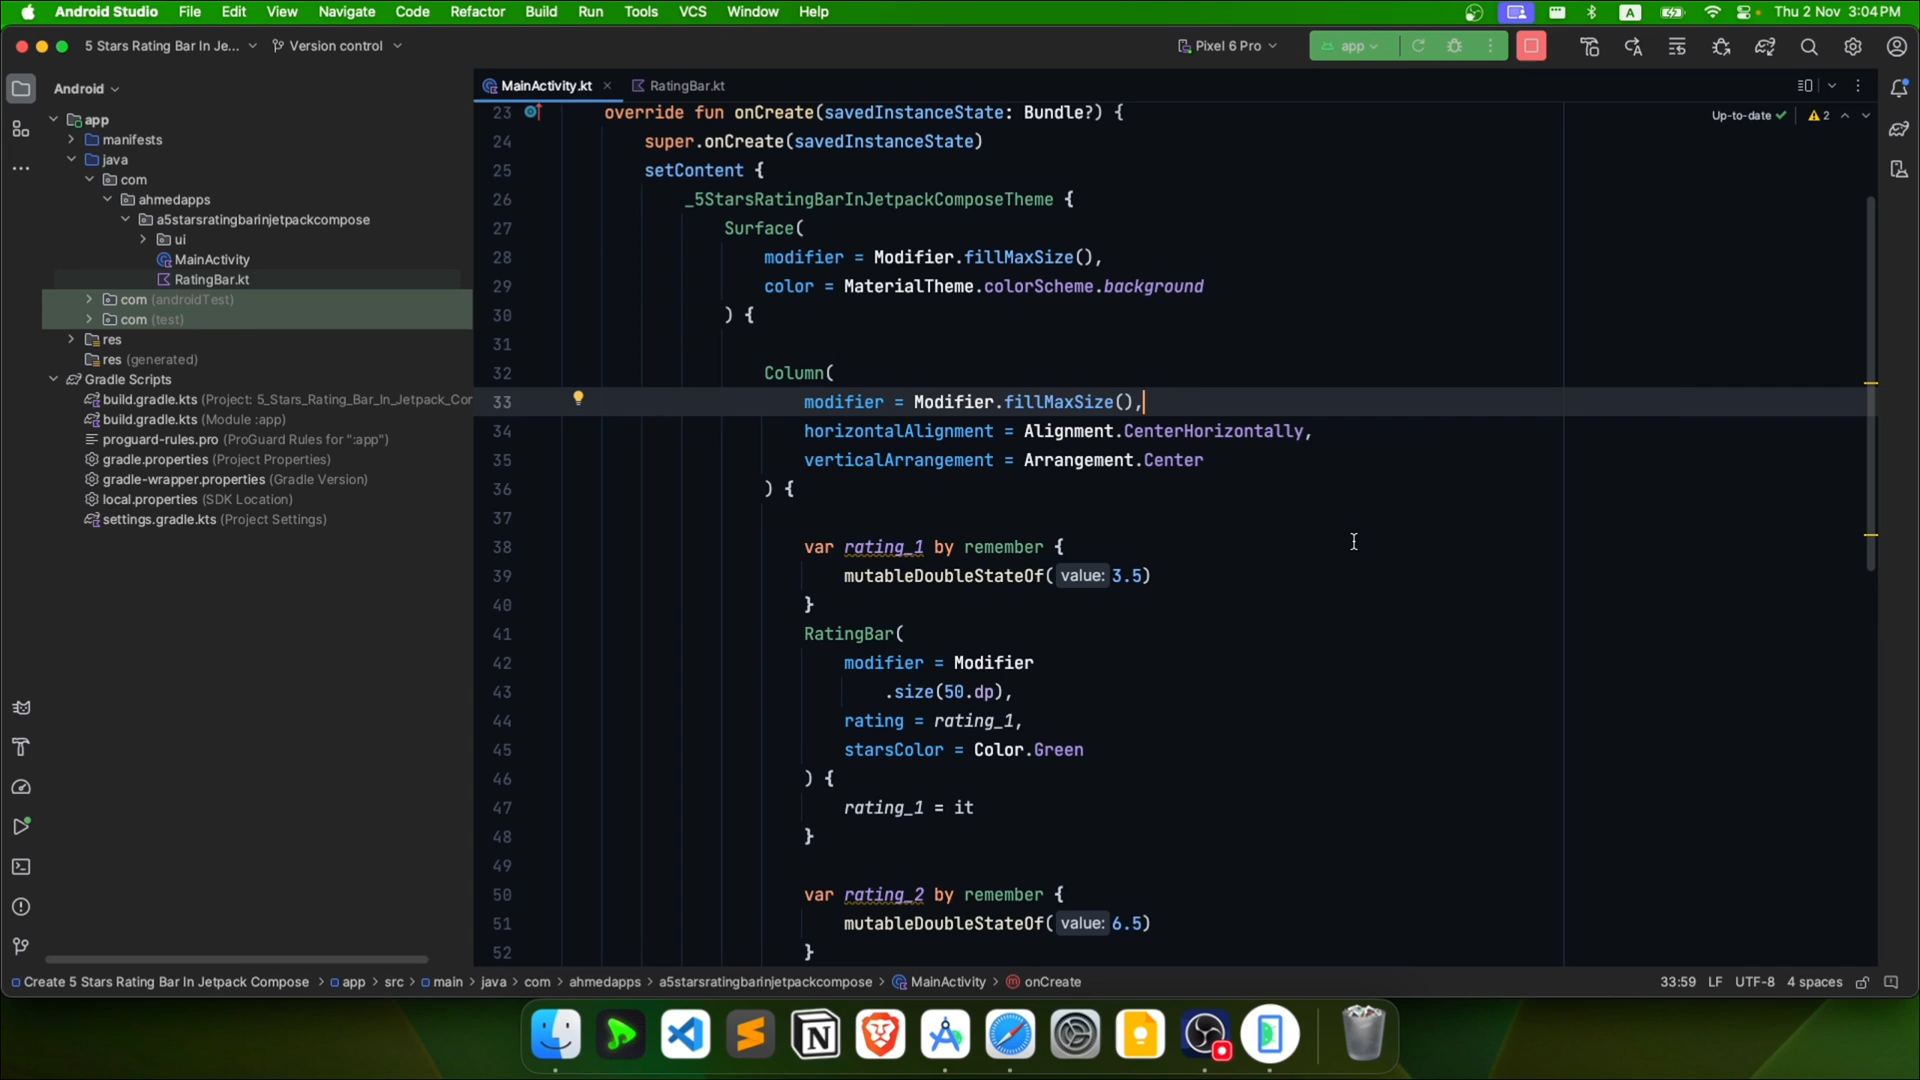 Android Studio File Edit View Navigate Code Refactor Build Run Tools VCS Window Help A Thu 2 Nov 3:04 PM
5 Stars Rating Bar In Je... Version control Pixel 6 Pro app
Android
MainActivity.kt RatingBar.kt
app
manifests
java
com
ahmedapps
a5starsratingbarinjetpackcompose
ui
MainActivity
RatingBar.kt
com (androidTest)
com (test)
res
res (generated)
Gradle Scripts
build.gradle.kts (Project: 5_Stars_Rating_Bar_In_Jetpack_Cor
build.gradle.kts (Module :app)
proguard-rules.pro (ProGuard Rules for ":app")
gradle.properties (Project Properties)
gradle-wrapper.properties (Gradle Version)
local.properties (SDK Location)
settings.gradle.kts (Project Settings)
Up-to-date 2
23 override fun onCreate(savedInstanceState: Bundle?) {
24 super.onCreate(savedInstanceState)
25 setContent {
26 _5StarsRatingBarInJetpackComposeTheme {
27 Surface(
28 modifier = Modifier.fillMaxSize(),
29 color = MaterialTheme.colorScheme.background
30 ) {
31
32 Column(
33 modifier = Modifier.fillMaxSize(),
34 horizontalAlignment = Alignment.CenterHorizontally,
35 verticalArrangement = Arrangement.Center
36 ) {
37
38 var rating_1 by remember {
39 mutableDoubleStateOf( value: 3.5)
40 }
41 RatingBar(
42 modifier = Modifier
43 .size(50.dp),
44 rating = rating_1,
45 starsColor = Color.Green
46 ) {
47 rating_1 = it
48 }
49
50 var rating_2 by remember {
51 mutableDoubleStateOf( value: 6.5)
52 }
Create 5 Stars Rating Bar In Jetpack Compose > app > src > main > java > com > ahmedapps > a5starsratingbarinjetpackcompose > MainActivity > onCreate 33:59 LF UTF-8 4 spaces